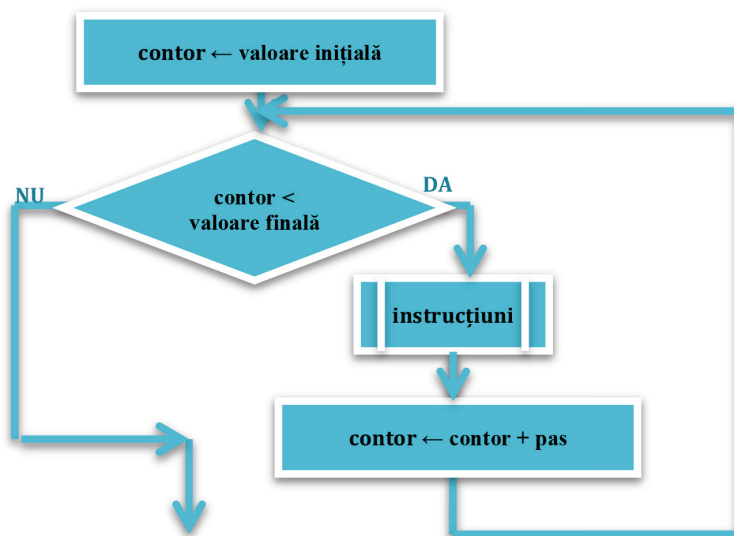 contor ← valoare inițială
NU
DA
contor <
valoare finală
instrucțiuni
contor ← contor + pas